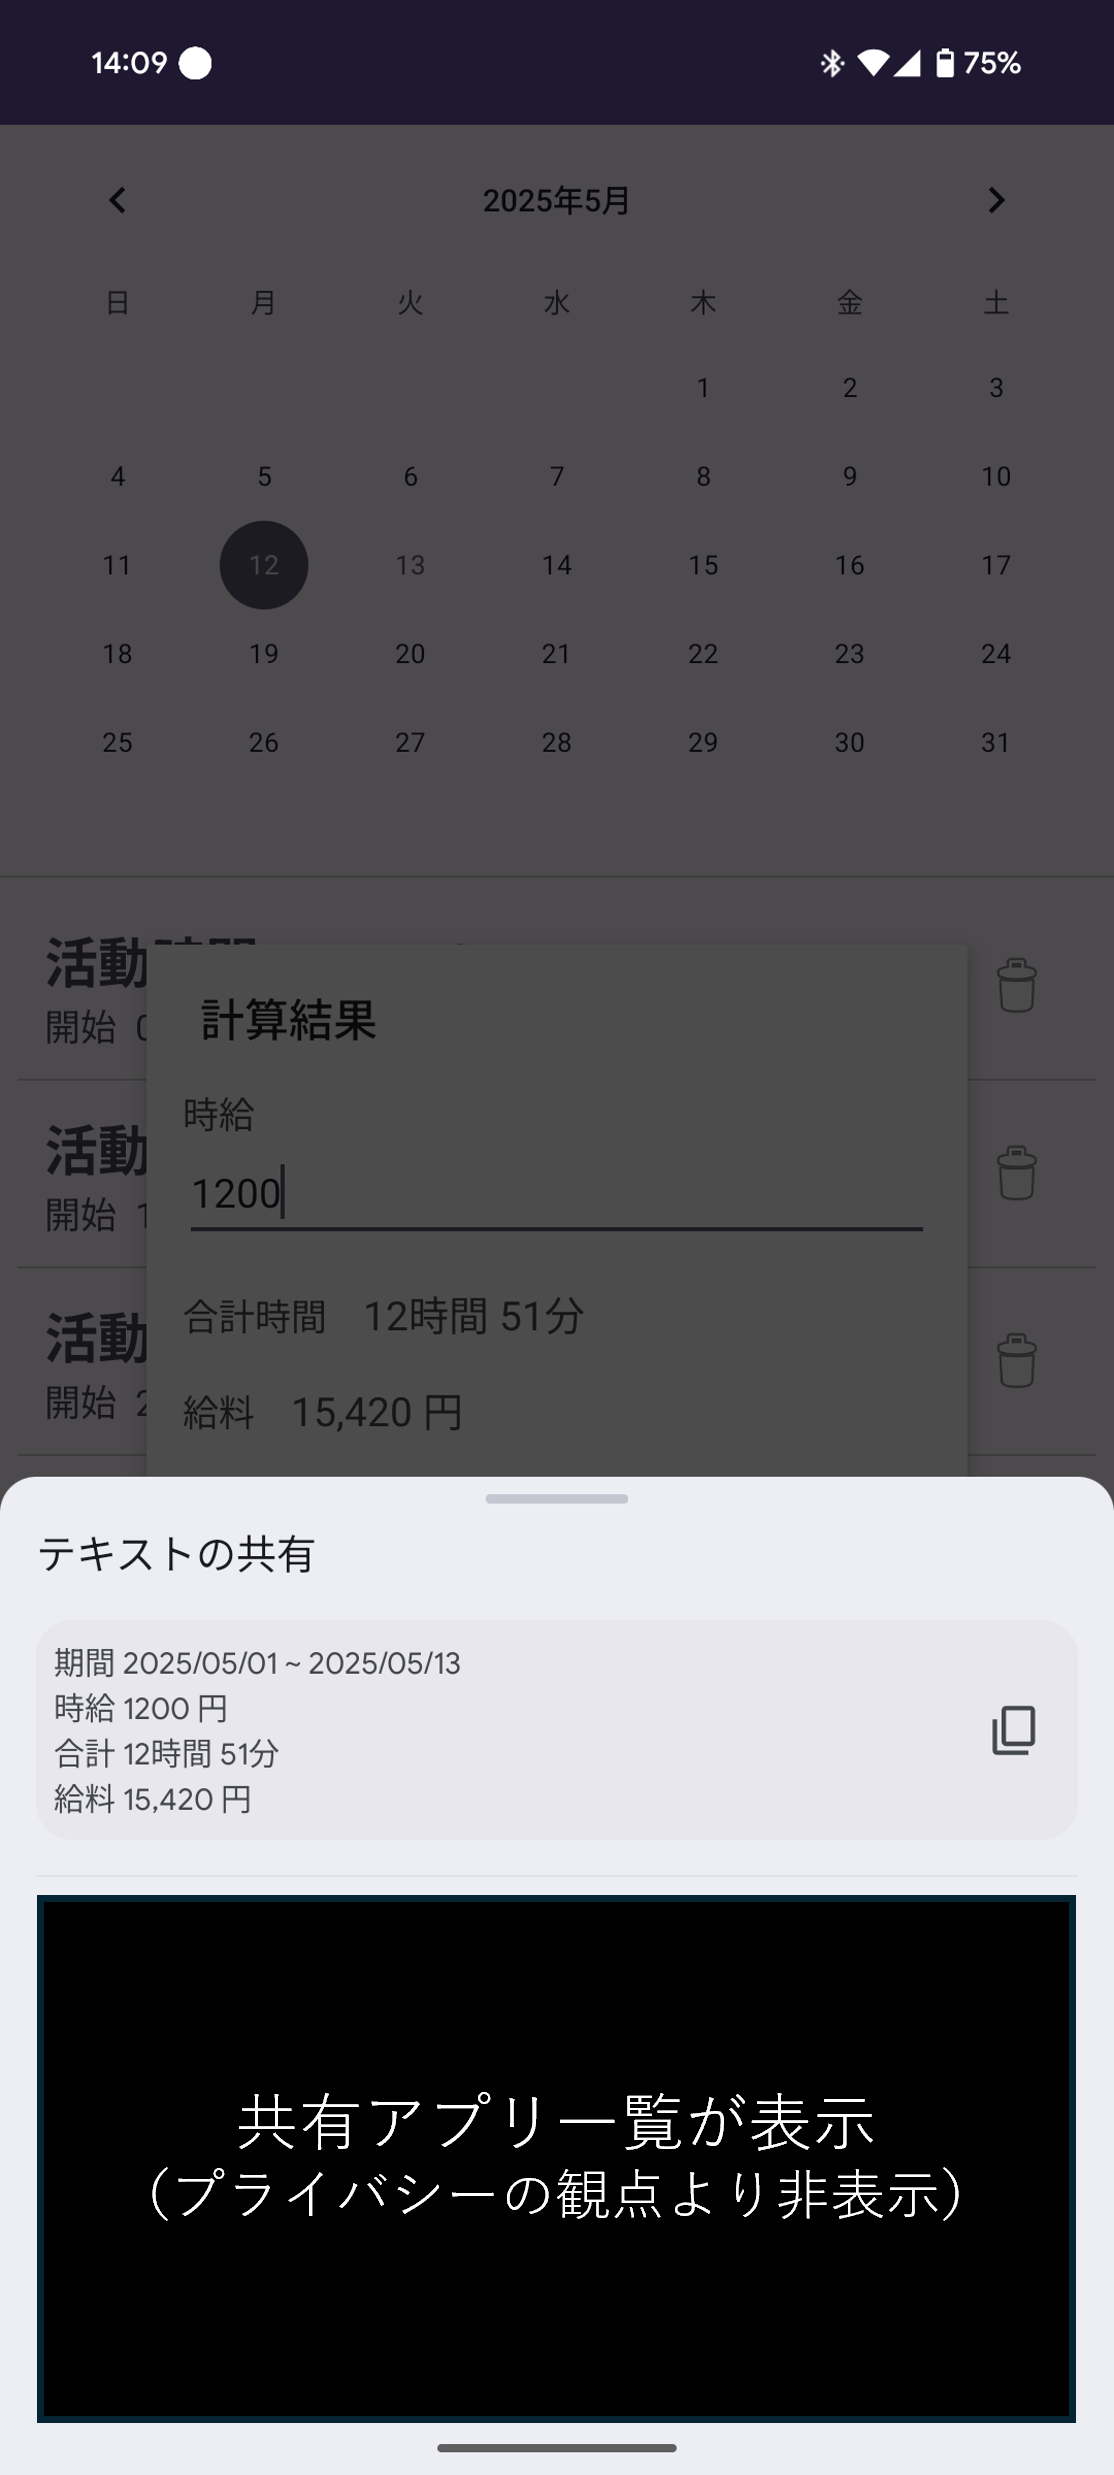 14:09 75%
2025年5月
日 月 火 水 木 金 土
1 2 3
4 5 6 7 8 9 10
11 12 13 14 15 16 17
18 19 20 21 22 23 24
25 26 27 28 29 30 31
活動
開始
計算結果
時給
1200
活動
開始 1
合計時間 12時間 51分
活動
開始 2
給料 15,420 円
テキストの共有
期間 2025/05/01 ~ 2025/05/13
時給 1200 円
合計 12時間 51分
給料 15,420 円
共有アプリ一覧が表示
（プライバシーの観点より非表示）